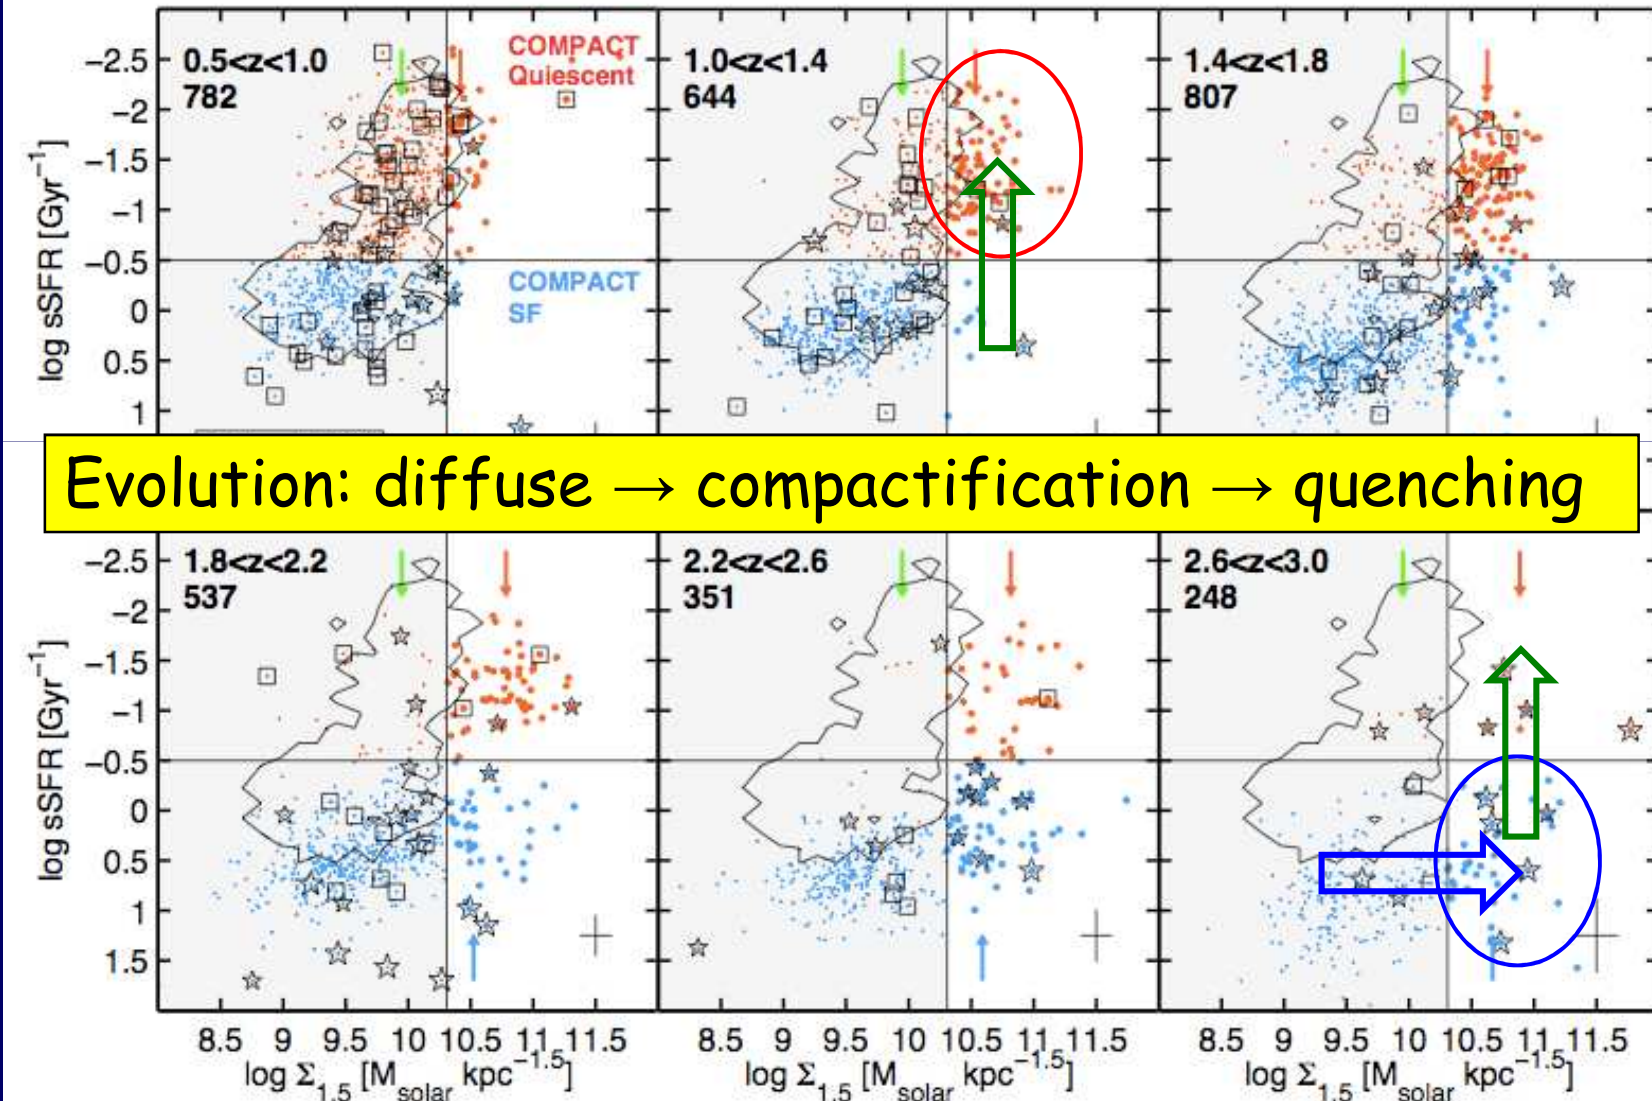 0.5<z<1.0
782
COMPACT
Quiescent
COMPACT
SF
1.0<z<1.4
644
1.4<z<1.8
807
log sSFR [Gyr⁻¹]
−2.5
−2
−1.5
−1
−0.5
0
0.5
1
Evolution: diffuse → compactification → quenching
1.8<z<2.2
537
2.2<z<2.6
351
2.6<z<3.0
248
log sSFR [Gyr⁻¹]
−2.5
−2
−1.5
−1
−0.5
0
0.5
1
1.5
8.5 9 9.5 10 10.5 11 11.5
8.5 9 9.5 10 10.5 11 11.5
8.5 9 9.5 10 10.5 11 11.5
log Σ₁.₅ [M_solar kpc⁻¹·⁵]
log Σ₁.₅ [M_solar kpc⁻¹·⁵]
log Σ₁.₅ [M_solar kpc⁻¹·⁵]